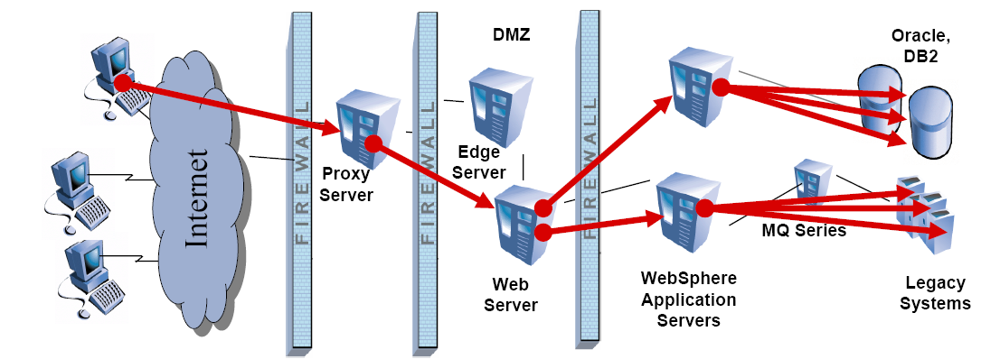 DMZ
Oracle,
DB2
Internet
FIREWALL
Proxy
Server
FIREWALL
Edge
Server
FIREWALL
Web
Server
WebSphere
Application
Servers
MQ Series
Legacy
Systems